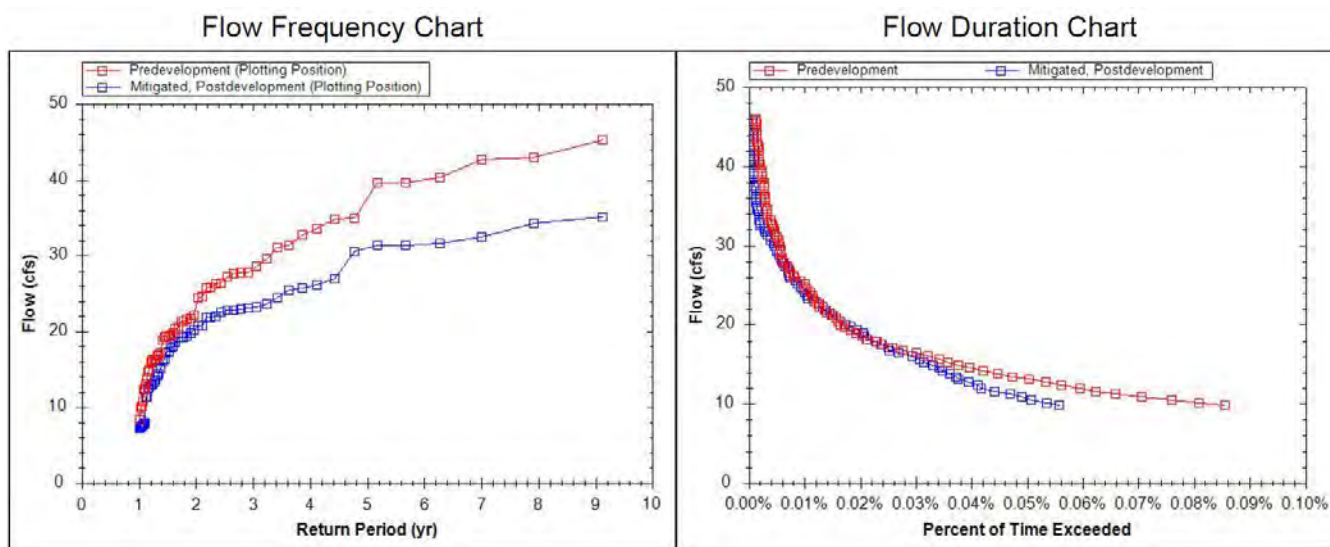 Flow Frequency Chart
Predevelopment (Plotting Position)
Mitigated, Postdevelopment (Plotting Position)
50
40
30
20
10
0
Flow (cfs)
0 1 2 3 4 5 6 7 8 9 10
Return Period (yr)
Flow Duration Chart
Predevelopment Mitigated, Postdevelopment
50
40
30
20
10
0
Flow (cfs)
0.00% 0.01% 0.02% 0.03% 0.04% 0.05% 0.06% 0.07% 0.08% 0.09% 0.10%
Percent of Time Exceeded